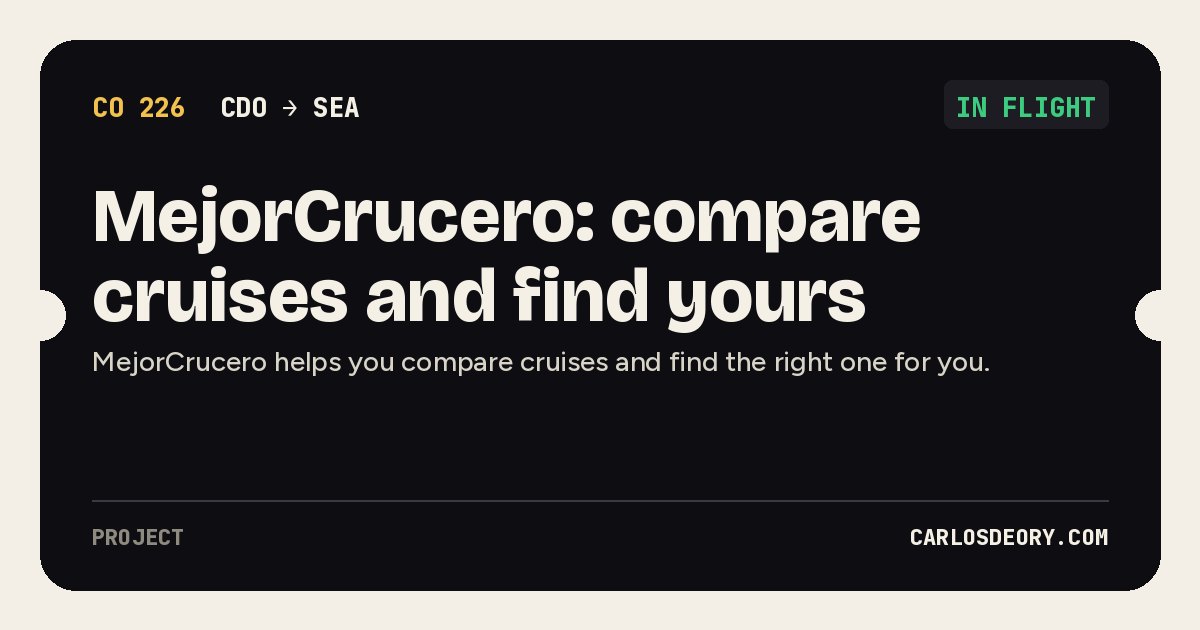 CO 226 CDO → SEA IN FLIGHT
MejorCrucero: compare
cruises and find yours
MejorCrucero helps you compare cruises and find the right one for you.
PROJECT CARLOSDEORY.COM